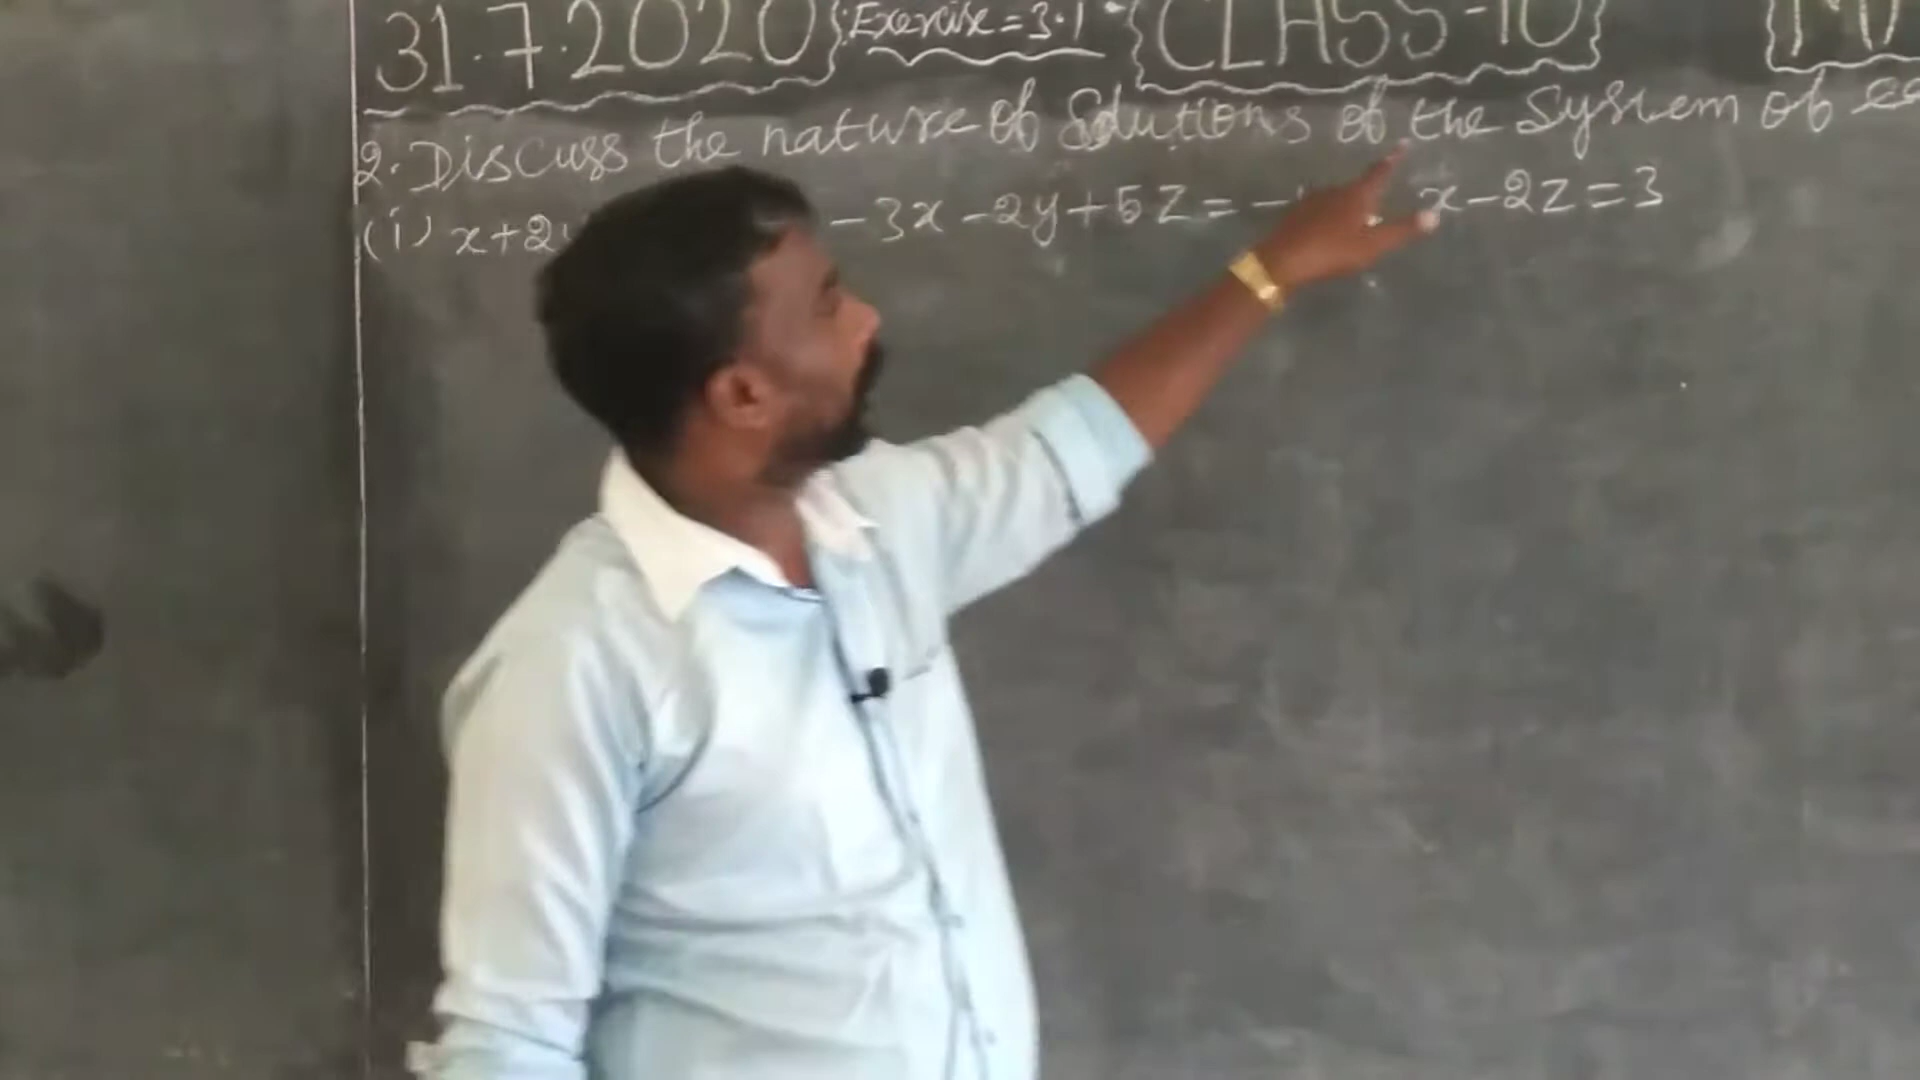 31.7.2020 Exercise=3.1 CLASS-10
2. Discuss the nature of Solutions of the System of
(i) x+2y -3x-2y+5z=- x-2z=3